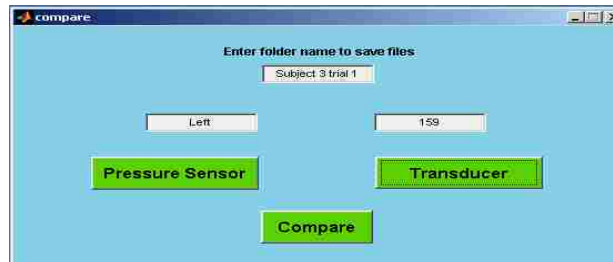 compare
Enter folder name to save files
Subject 3 trial 1
Left 159
Pressure Sensor Transducer
Compare